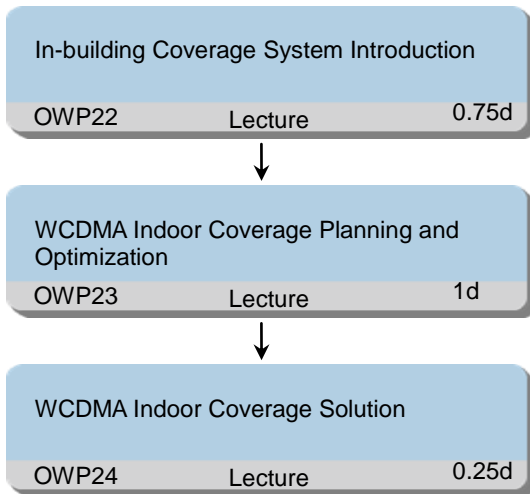 In-building Coverage System Introduction
OWP22 Lecture 0.75d
WCDMA Indoor Coverage Planning and
Optimization
OWP23 Lecture 1d
WCDMA Indoor Coverage Solution
OWP24 Lecture 0.25d